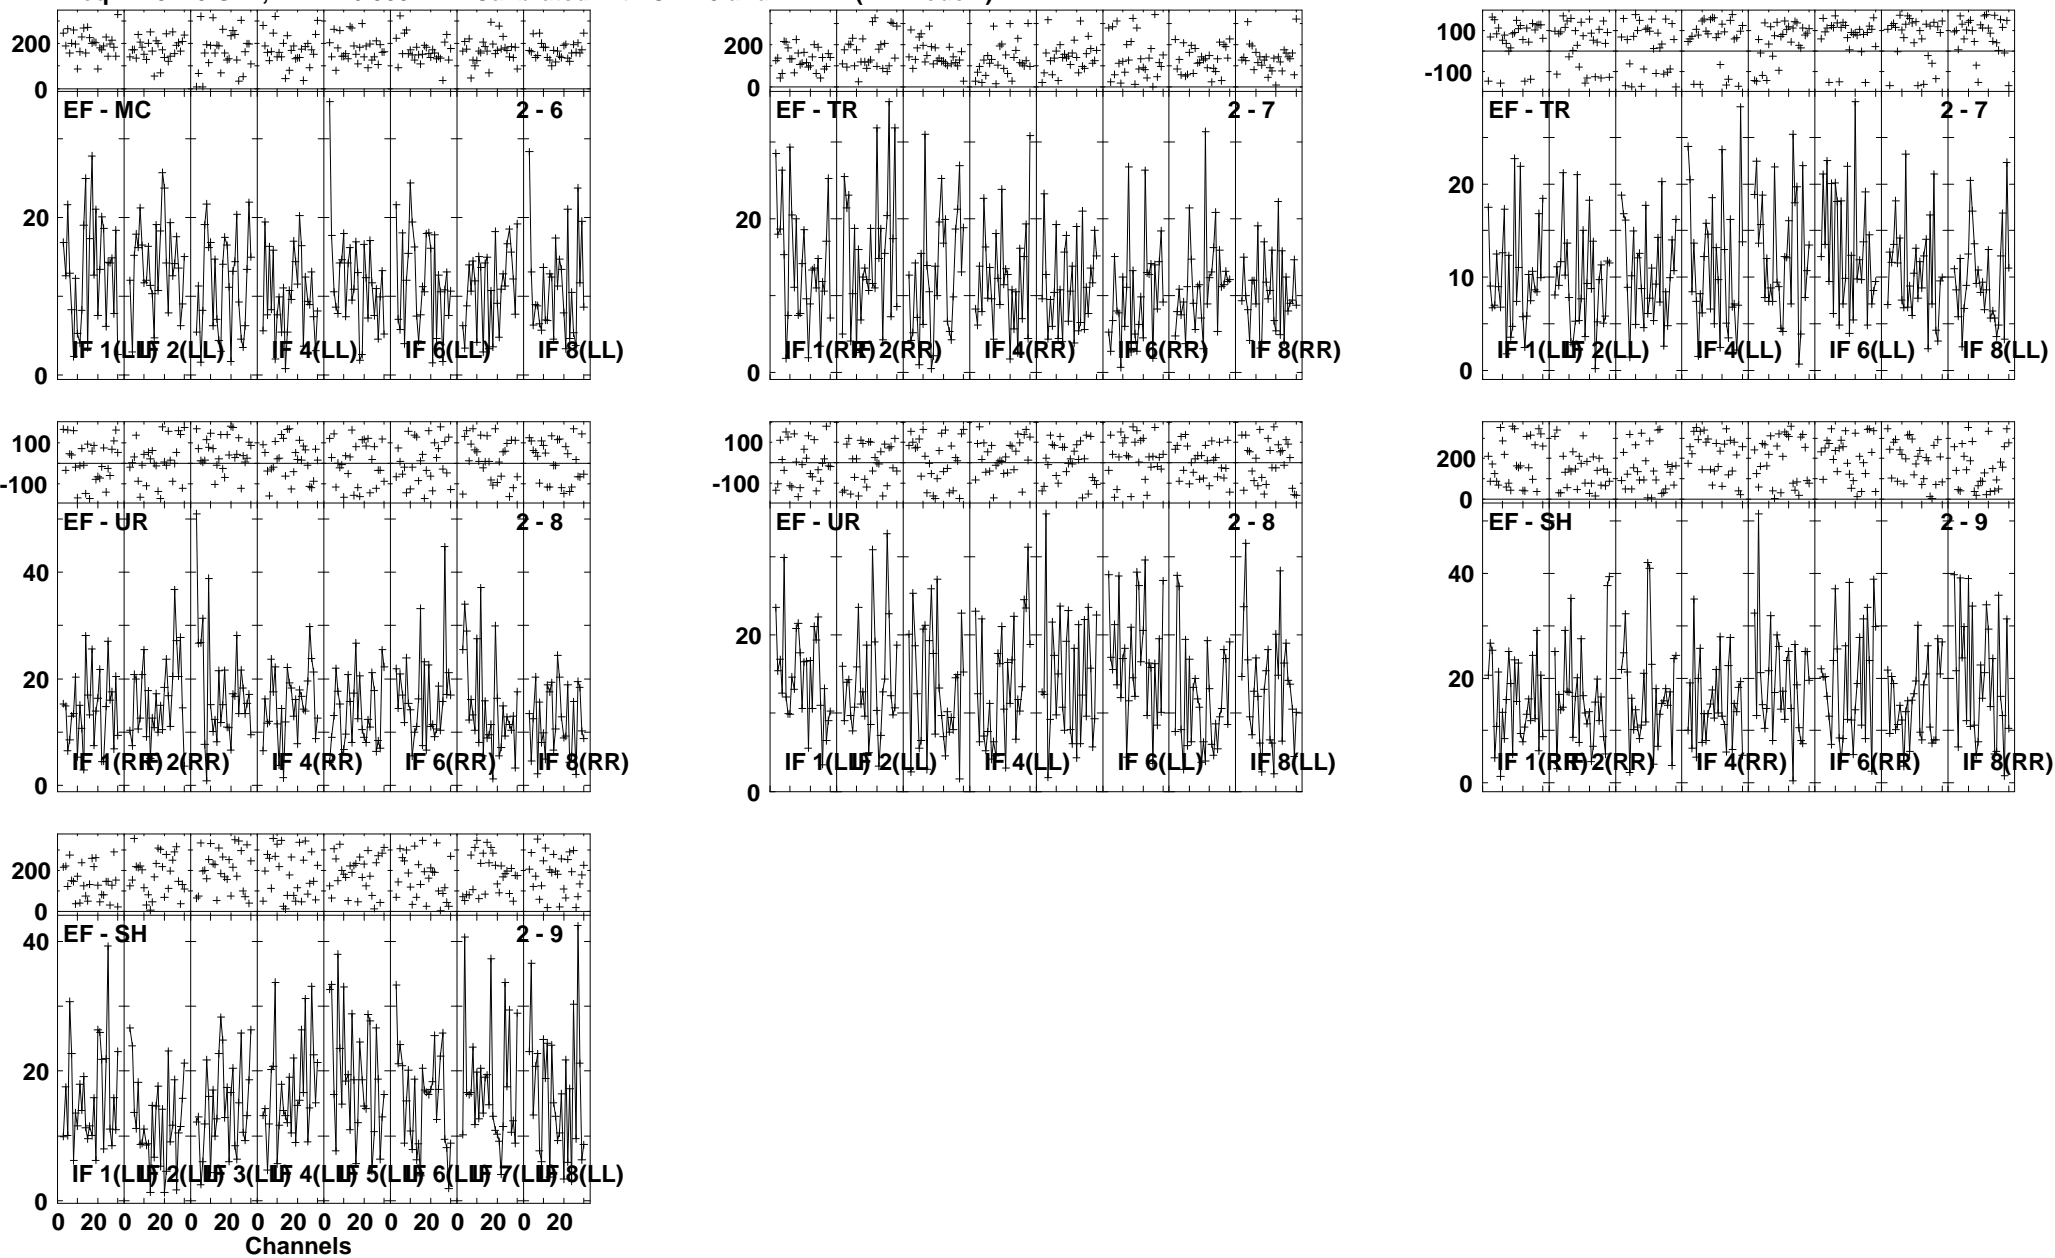 200
0
EF - MC 2 - 6
20
0
IF 1(LL) IF 2(LL) IF 4(LL) IF 6(LL) IF 8(LL)
200
0
EF - TR 2 - 7
20
0
IF 1(RR) IF 2(RR) IF 4(RR) IF 6(RR) IF 8(RR)
100
-100
EF - TR 2 - 7
20
10
0
IF 1(LL) IF 2(LL) IF 4(LL) IF 6(LL) IF 8(LL)
100
-100
EF - UR 2 - 8
40
20
0
IF 1(RR) IF 2(RR) IF 4(RR) IF 6(RR) IF 8(RR)
100
-100
EF - UR 2 - 8
20
0
IF 1(LL) IF 2(LL) IF 4(LL) IF 6(LL) IF 8(LL)
200
0
EF - SH 2 - 9
40
20
0
IF 1(RR) IF 2(RR) IF 4(RR) IF 6(RR) IF 8(RR)
200
0
EF - SH 2 - 9
40
20
0
IF 1(LL) IF 2(LL) IF 3(LL) IF 4(LL) IF 5(LL) IF 6(LL) IF 7(LL) IF 8(LL)
0 20 0 20 0 20 0 20 0 20 0 20 0 20 0 20
Channels